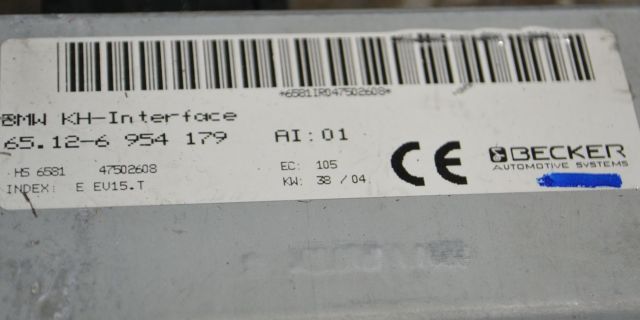 *6581IR047502608*
BMW KH-Interface
65.12-6 954 179 AI:01
HS 6581 47502608 EC: 105
INDEX: E EV15.T KW: 38 / 04
CE
BECKER
AUTOMOTIVE SYSTEMS